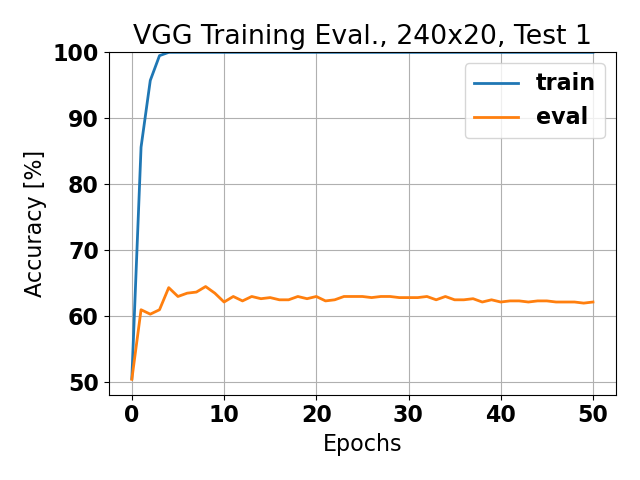 VGG Training Eval., 240x20, Test 1
100
90
80
70
60
50
Accuracy [%]
train
eval
0 10 20 30 40 50
Epochs